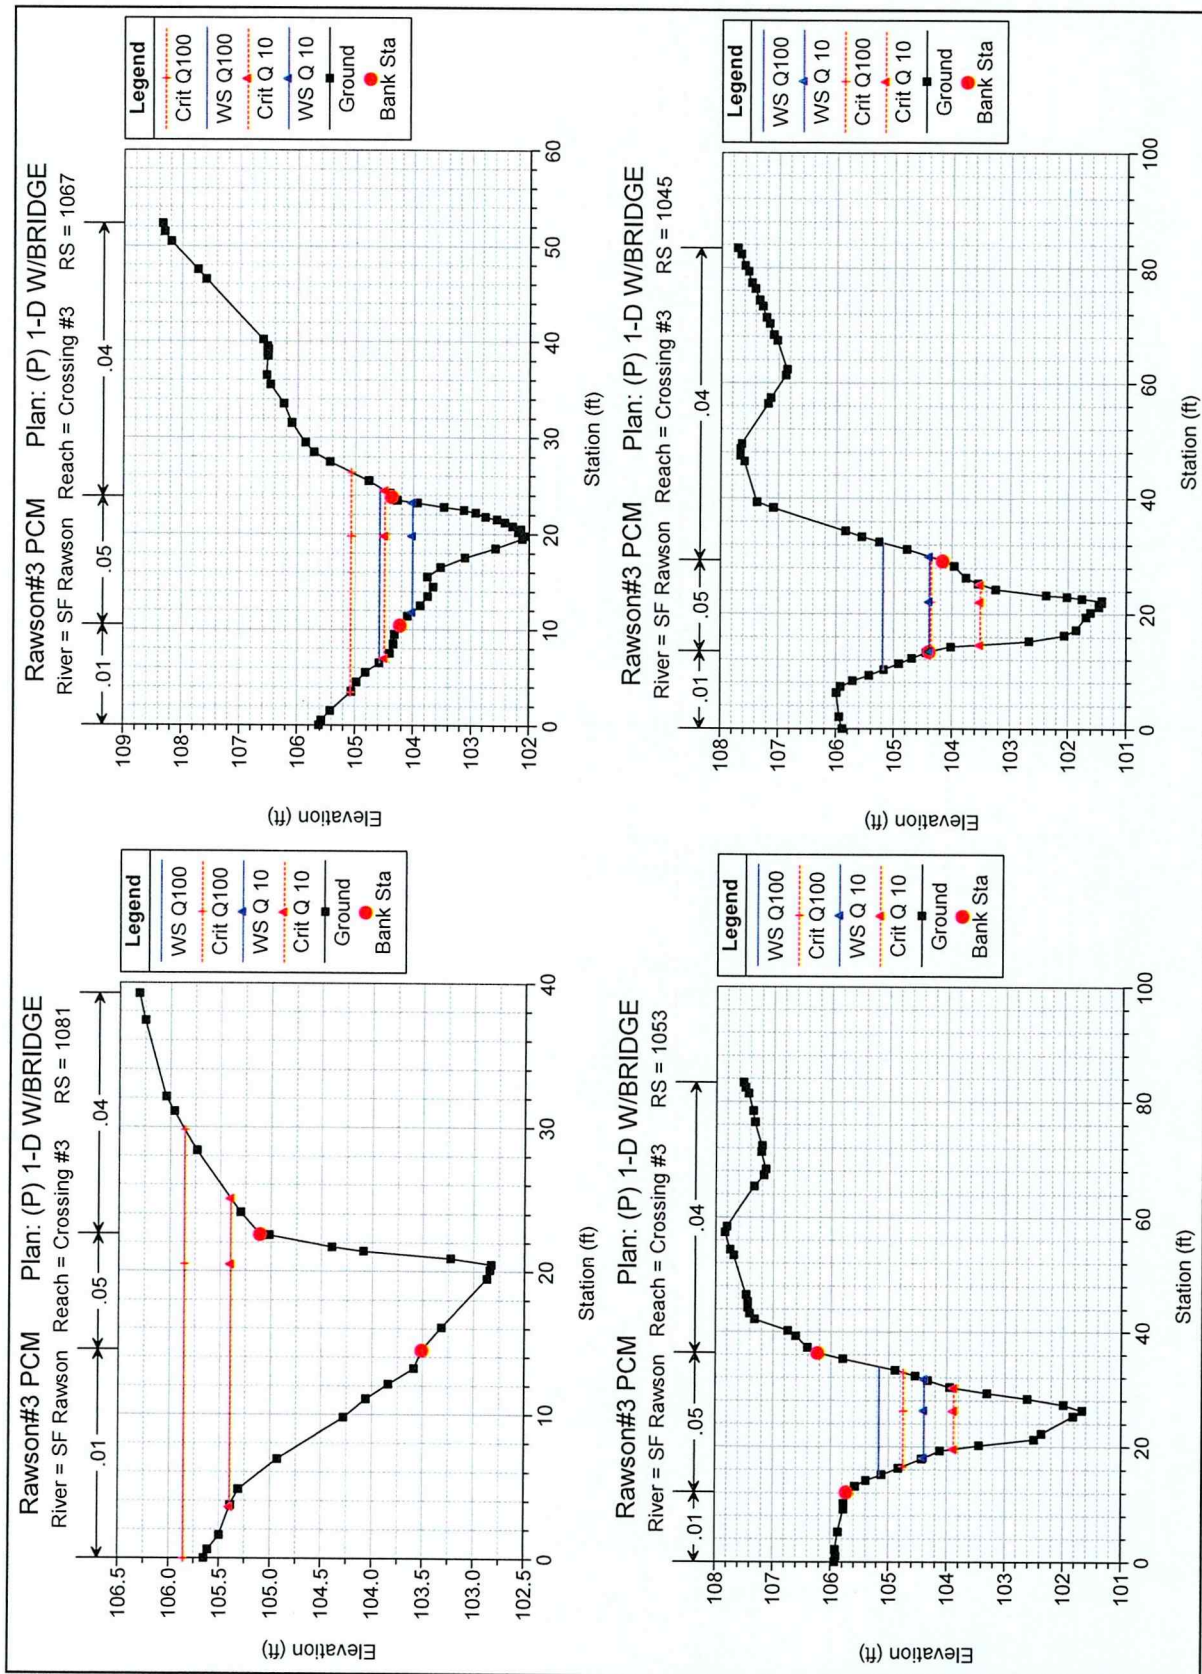 Rawson#3 PCM Plan: (P) 1-D W/BRIDGE
River = SF Rawson Reach = Crossing #3 RS = 1081
.01
.05
.04
106.5
106.0
105.5
105.0
104.5
104.0
103.5
103.0
102.5
Elevation (ft)
0
10
20
30
40
Station (ft)
Legend
WS Q100
Crit Q100
WS Q 10
Crit Q 10
Ground
Bank Sta
Rawson#3 PCM Plan: (P) 1-D W/BRIDGE
River = SF Rawson Reach = Crossing #3 RS = 1067
.01
.05
.04
109
108
107
106
105
104
103
102
Elevation (ft)
0
10
20
30
40
50
60
Station (ft)
Legend
Crit Q100
WS Q100
Crit Q 10
WS Q 10
Ground
Bank Sta
Rawson#3 PCM Plan: (P) 1-D W/BRIDGE
River = SF Rawson Reach = Crossing #3 RS = 1053
.01
.05
.04
108
107
106
105
104
103
102
101
Elevation (ft)
0
20
40
60
80
100
Station (ft)
Legend
WS Q100
Crit Q100
WS Q 10
Crit Q 10
Ground
Bank Sta
Rawson#3 PCM Plan: (P) 1-D W/BRIDGE
River = SF Rawson Reach = Crossing #3 RS = 1045
.01
.05
.04
108
107
106
105
104
103
102
101
Elevation (ft)
0
20
40
60
80
100
Station (ft)
Legend
WS Q100
WS Q 10
Crit Q100
Crit Q 10
Ground
Bank Sta